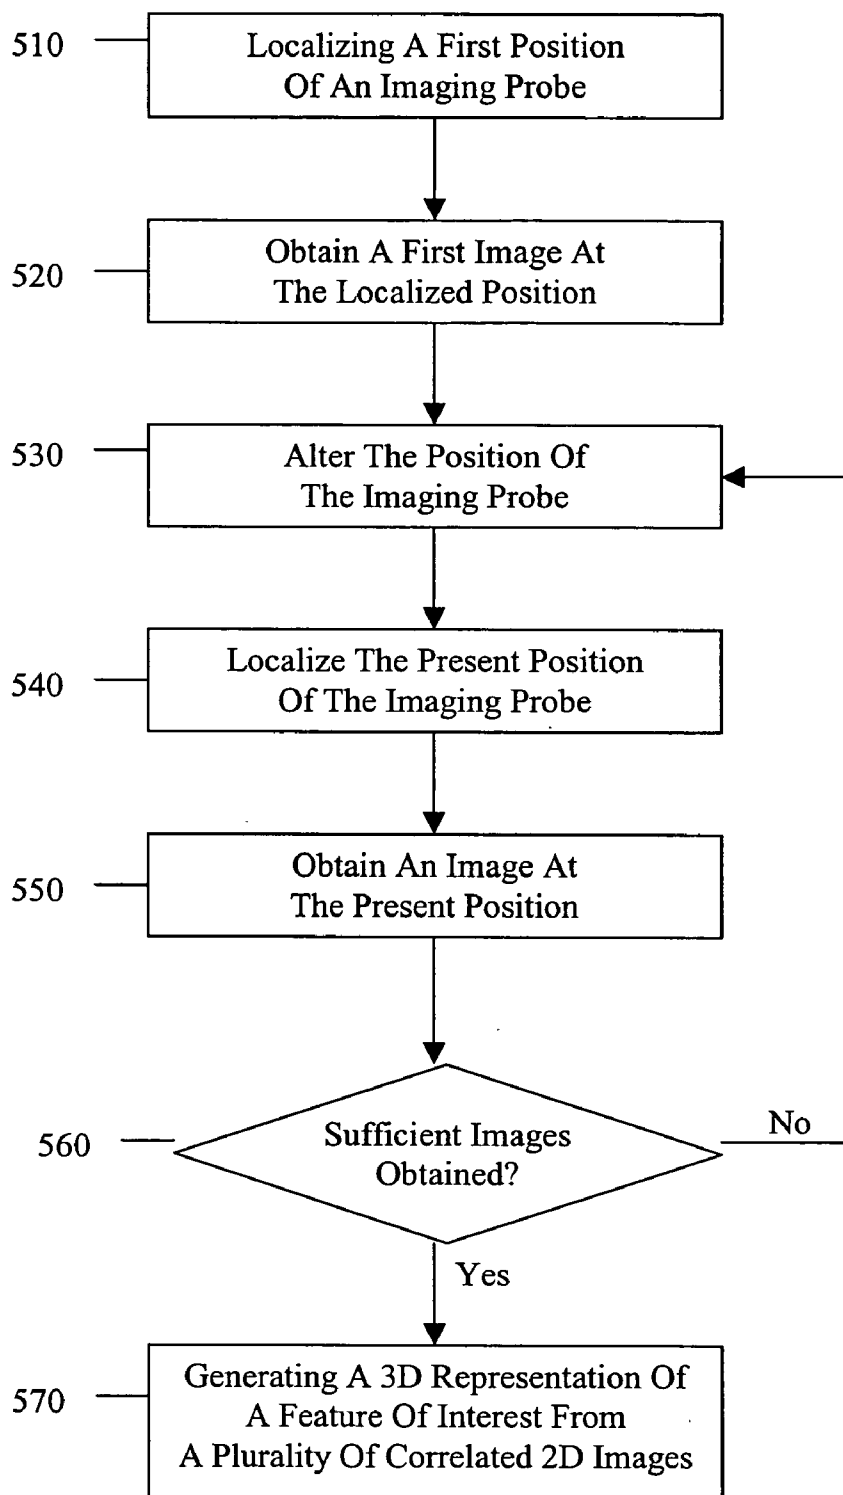 510
Localizing A First Position
Of An Imaging Probe
520
Obtain A First Image At
The Localized Position
530
Alter The Position Of
The Imaging Probe
540
Localize The Present Position
Of The Imaging Probe
550
Obtain An Image At
The Present Position
560
Sufficient Images
Obtained?
No
Yes
570
Generating A 3D Representation Of
A Feature Of Interest From
A Plurality Of Correlated 2D Images